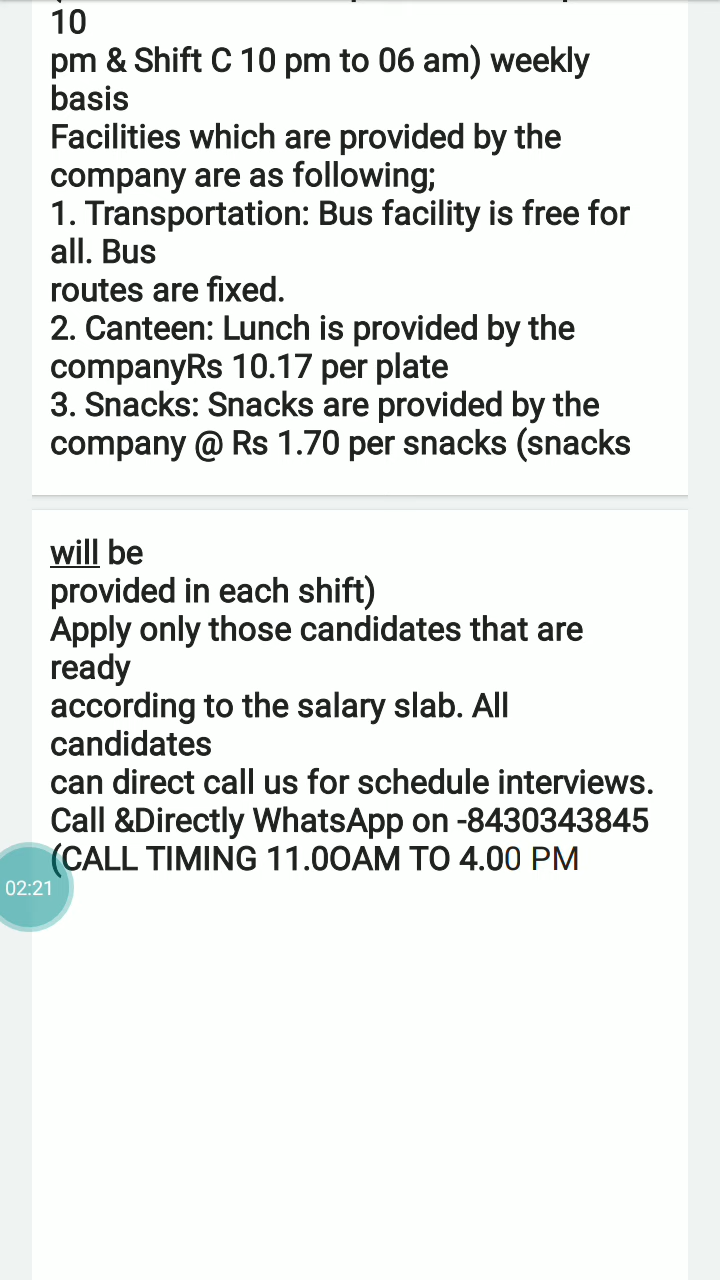 10
pm & Shift C 10 pm to 06 am) weekly
basis
Facilities which are provided by the
company are as following;
1. Transportation: Bus facility is free for
all. Bus
routes are fixed.
2. Canteen: Lunch is provided by the
companyRs 10.17 per plate
3. Snacks: Snacks are provided by the
company @ Rs 1.70 per snacks (snacks
will be
provided in each shift)
Apply only those candidates that are
ready
according to the salary slab. All
candidates
can direct call us for schedule interviews.
Call &Directly WhatsApp on -8430343845
(CALL TIMING 11.0OAM TO 4.00 PM
02:21